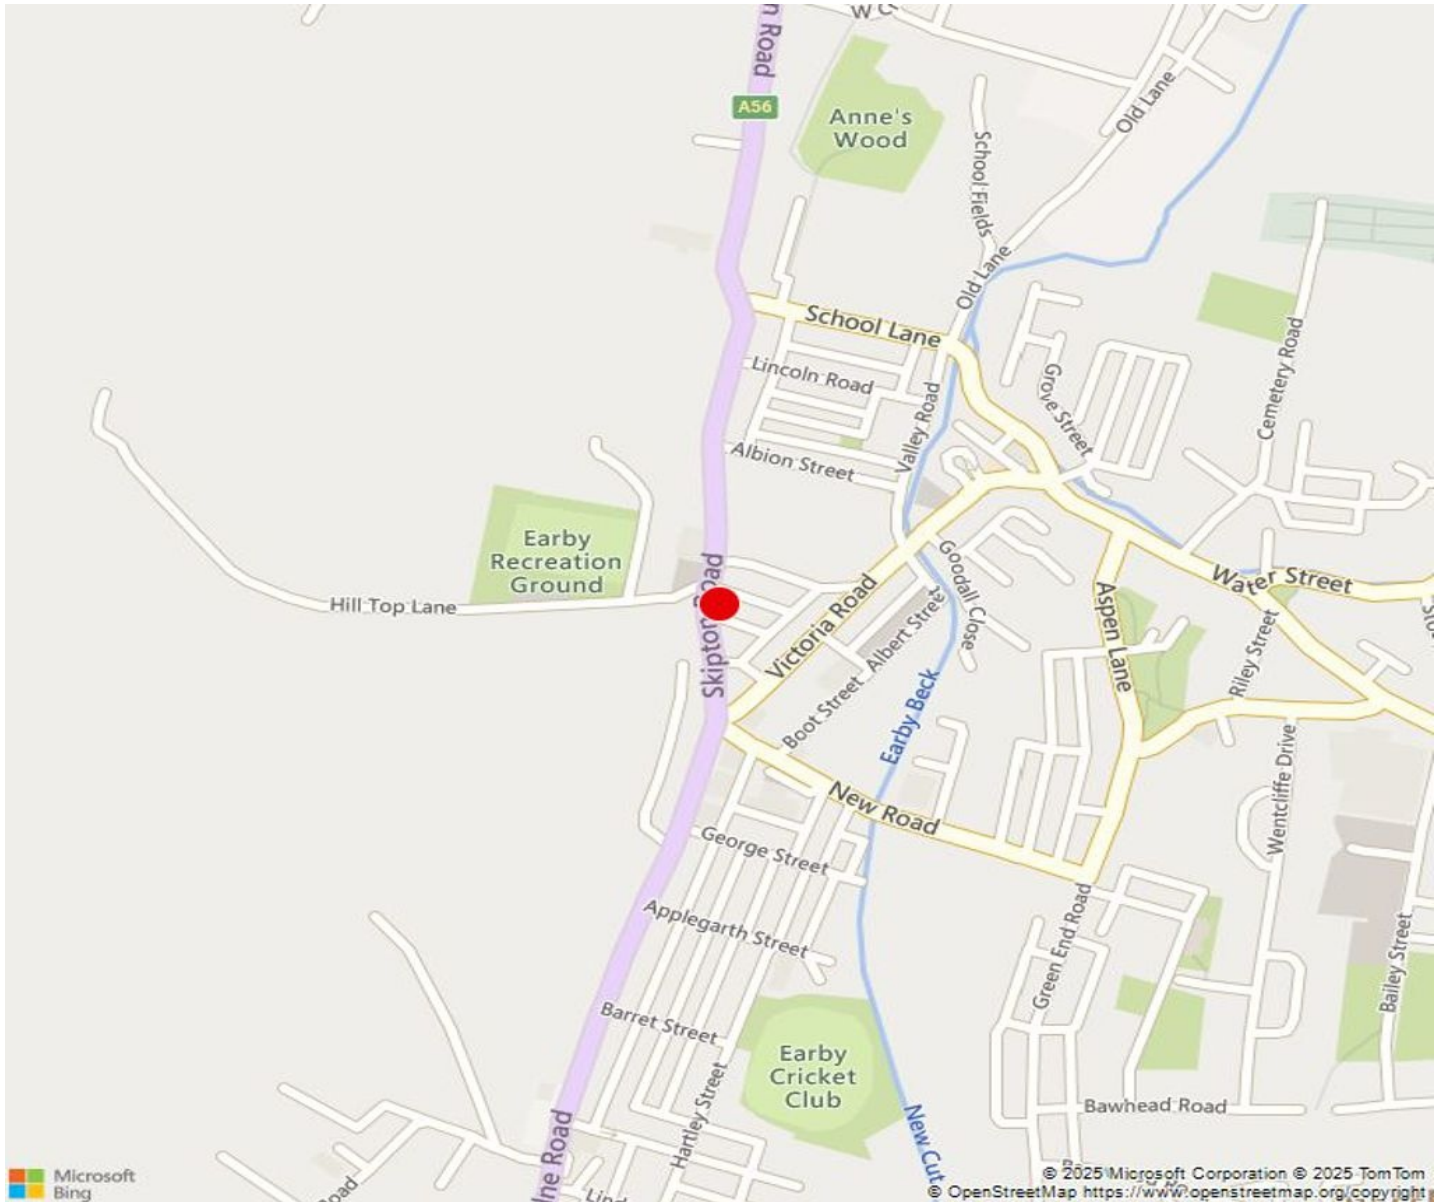 n Road
W C
A56
Anne's
Wood
School Fields
Old Lane
Old Lane
School Lane
Lincoln Road
Valley Road
Grove Street
Cemetery Road
Albion Street
Earby
Recreation
Ground
Hill Top Lane
Skipton Road
Victoria Road
Goodall Close
Albert Street
Boot Street
Earby Beck
Aspen Lane
Water Street
Riley Street
Wentcliffe Drive
New Road
George Street
Applegarth Street
Barret Street
Green End Road
Bailey Street
Earby
Cricket
Club
Hartley Street
Bawhead Road
New Cut
lne Road
Road
Lind
Microsoft
Bing
© 2025 Microsoft Corporation © 2025 TomTom
© OpenStreetMap https://www.openstreetmap.org/copyright